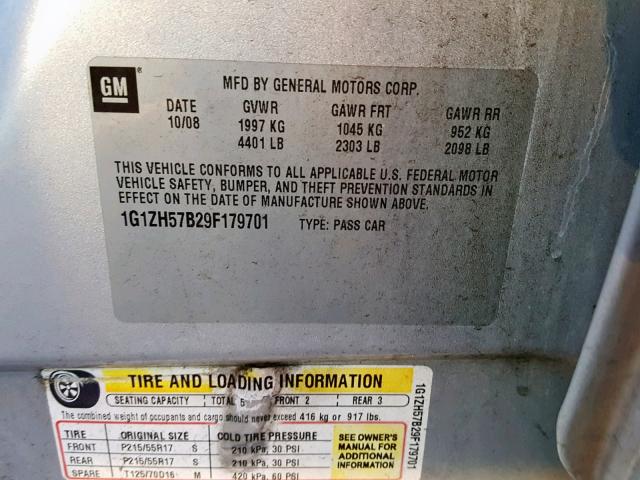 GM ®
MFD BY GENERAL MOTORS CORP.
DATE GVWR GAWR FRT GAWR RR
10/08 1997 KG 1045 KG 952 KG
4401 LB 2303 LB 2098 LB
THIS VEHICLE CONFORMS TO ALL APPLICABLE U.S. FEDERAL MOTOR
VEHICLE SAFETY, BUMPER, AND THEFT PREVENTION STANDARDS IN
EFFECT ON THE DATE OF MANUFACTURE SHOWN ABOVE.
1G1ZH57B29F179701 TYPE: PASS CAR
TIRE AND LOADING INFORMATION
SEATING CAPACITY TOTAL 5 FRONT 2 REAR 3
The combined weight of occupants and cargo should never exceed 416 kg or 917 lbs.
TIRE ORIGINAL SIZE COLD TIRE PRESSURE
FRONT P215/55R17 S 210 kPa, 30 PSI
REAR P215/55R17 S 210 kPa, 30 PSI
SPARE T125/70D16 M 420 kPa, 60 PSI
SEE OWNER'S
MANUAL FOR
ADDITIONAL
INFORMATION
1G1ZH57B29F179701